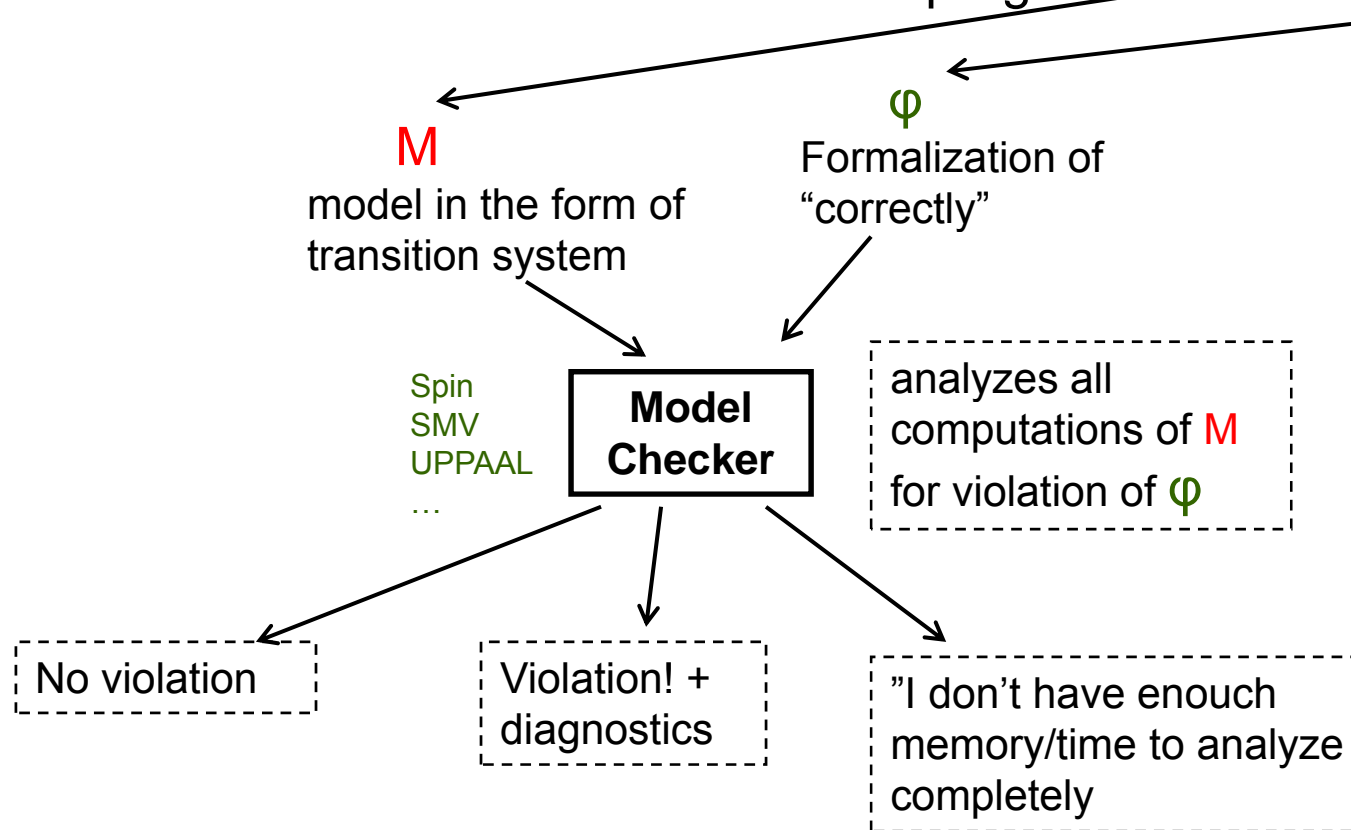 M
model in the form of
transition system
φ
Formalization of
“correctly”
Spin
SMV
UPPAAL
…
Model
Checker
analyzes all
computations of M
for violation of φ
No violation
Violation! +
diagnostics
”I don’t have enouch
memory/time to analyze
completely